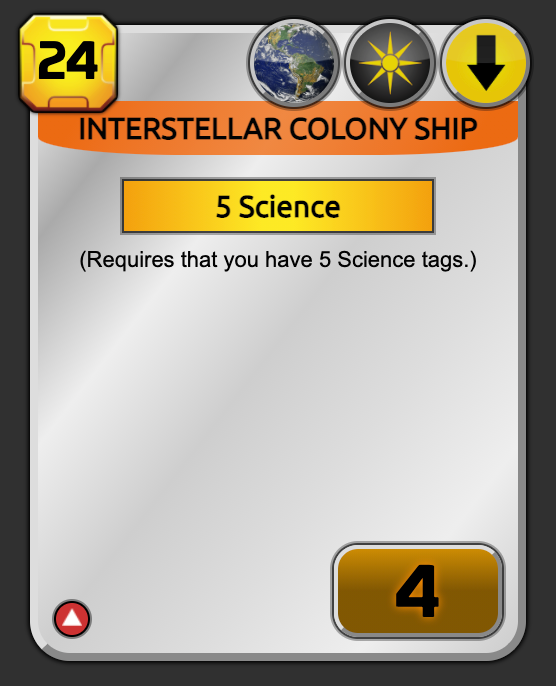 24
INTERSTELLAR COLONY SHIP
5 Science
(Requires that you have 5 Science tags.)
4